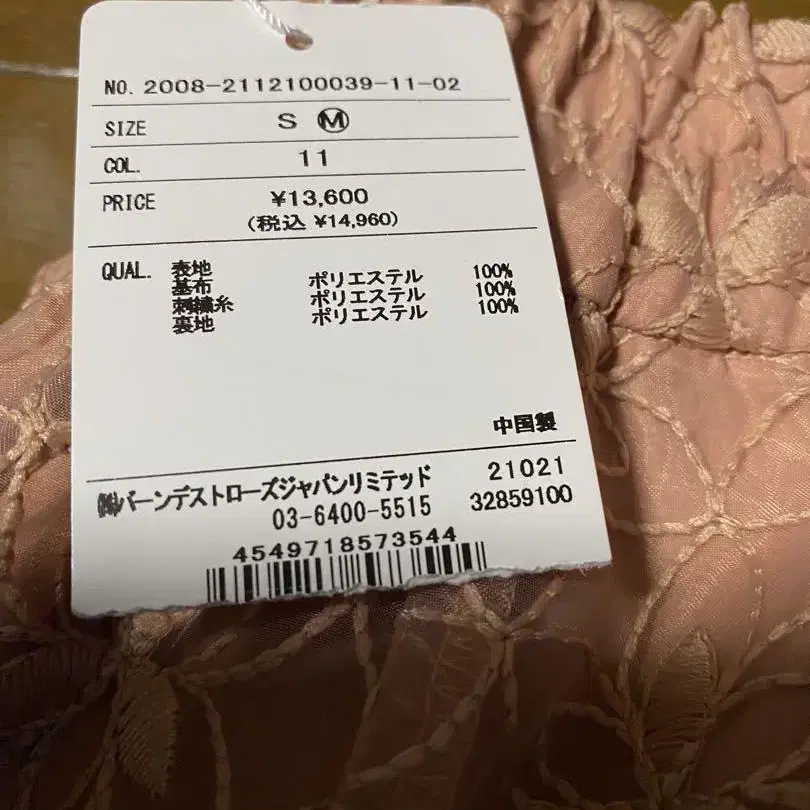 NO. 2008-2112100039-11-02
SIZE S Ⓜ
COL. 11
PRICE ¥13,600
(税込 ¥14,960)
QUAL. 表地
基布 ポリエステル 100%
刺繍糸 ポリエステル 100%
裏地 ポリエステル 100%
中国製
㈱バーンデストローズジャパンリミテッド 21021
03-6400-5515 32859100
4549718573544